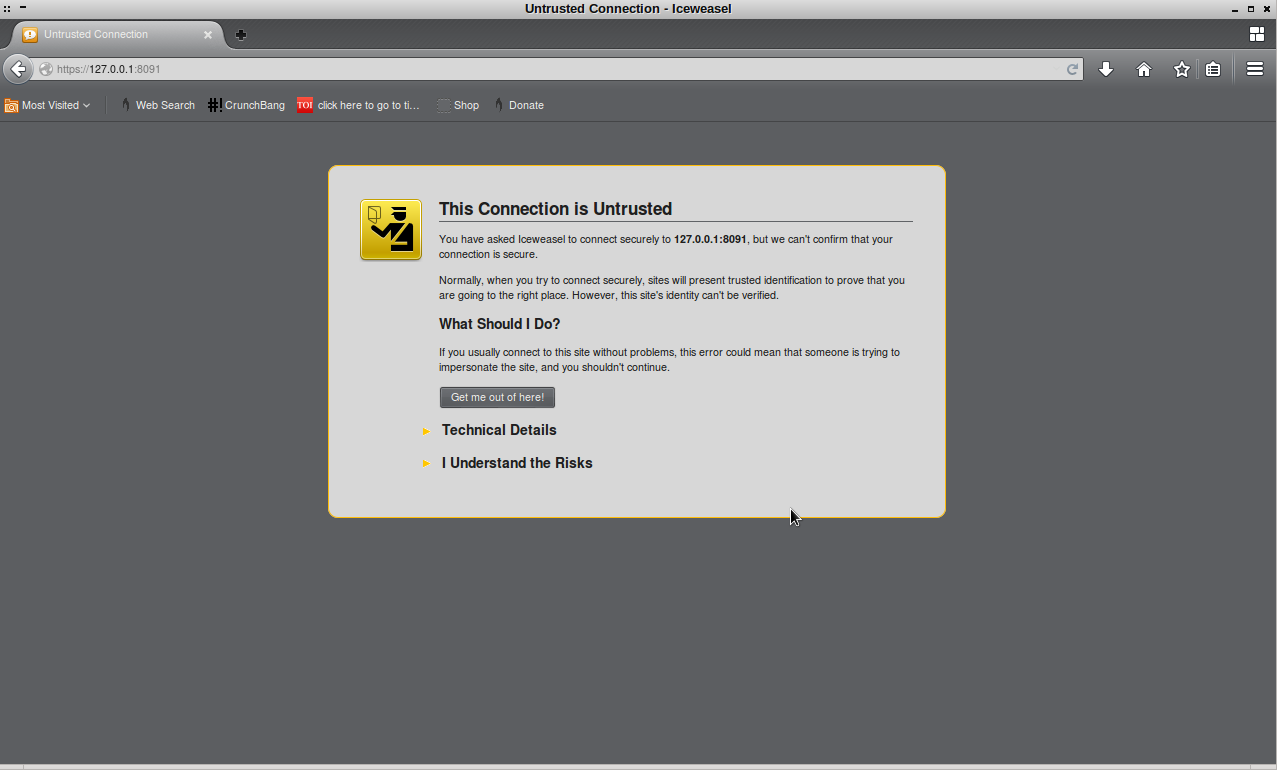 Untrusted Connection - Iceweasel
Untrusted Connection
https://127.0.0.1:8091
Most Visited
Web Search
#! CrunchBang
TOI click here to go to ti...
Shop
Donate
This Connection is Untrusted
You have asked Iceweasel to connect securely to 127.0.0.1:8091, but we can't confirm that your
connection is secure.
Normally, when you try to connect securely, sites will present trusted identification to prove that you
are going to the right place. However, this site's identity can't be verified.
What Should I Do?
If you usually connect to this site without problems, this error could mean that someone is trying to
impersonate the site, and you shouldn't continue.
Get me out of here!
Technical Details
I Understand the Risks